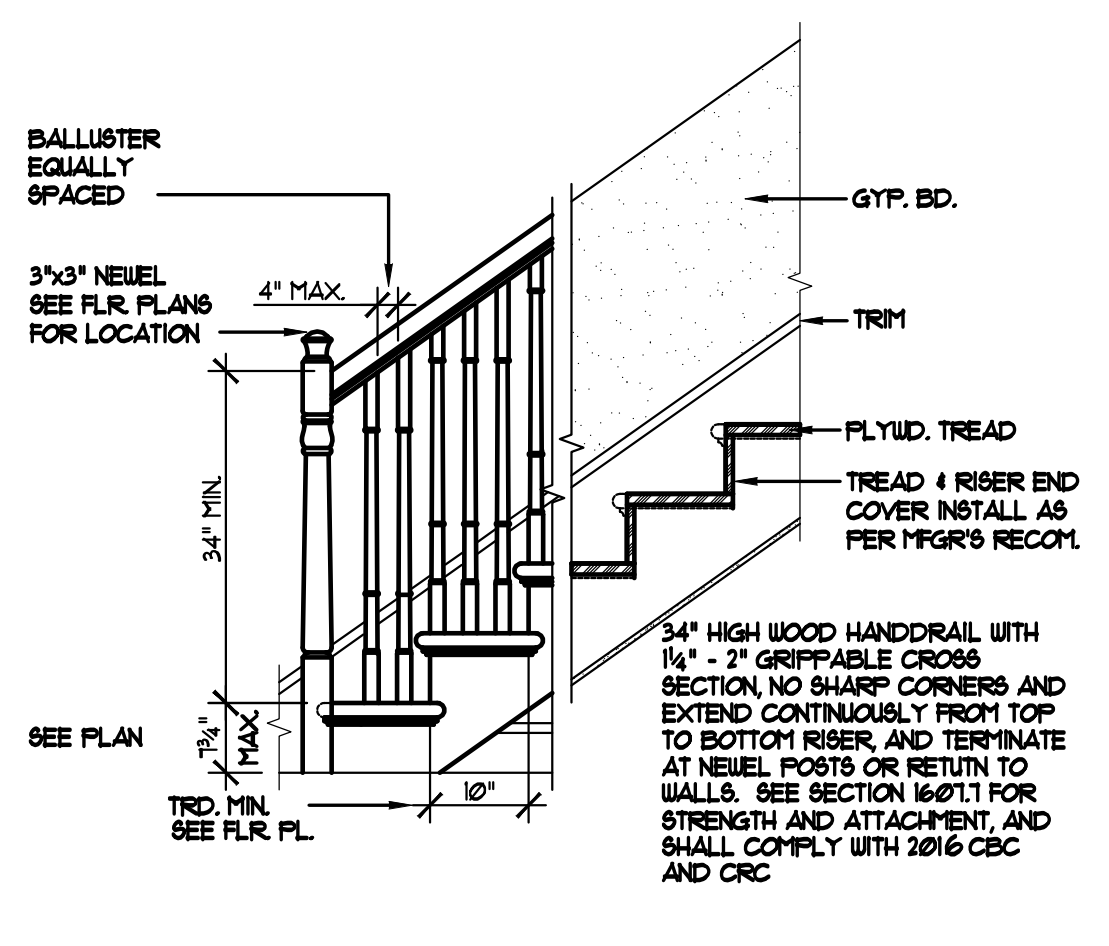 BALLUSTER
EQUALLY
SPACED
GYP. BD.
3"x3" NEWEL
SEE FLR. PLANS
FOR LOCATION
4" MAX.
TRIM
PLYWD. TREAD
TREAD & RISER END
COVER INSTALL AS
PER MFGR'S RECOM.
34" MIN.
34" HIGH WOOD HANDDRAIL WITH
1¼" - 2" GRIPPABLE CROSS
SECTION, NO SHARP CORNERS AND
EXTEND CONTINUOUSLY FROM TOP
TO BOTTOM RISER, AND TERMINATE
AT NEWEL POSTS OR RETUTN TO
WALLS. SEE SECTION 1607.7 FOR
STRENGTH AND ATTACHMENT, AND
SHALL COMPLY WITH 2016 CBC
AND CRC
SEE PLAN
7¾"
MAX.
TRD. MIN.
SEE FLR. PL.
10"